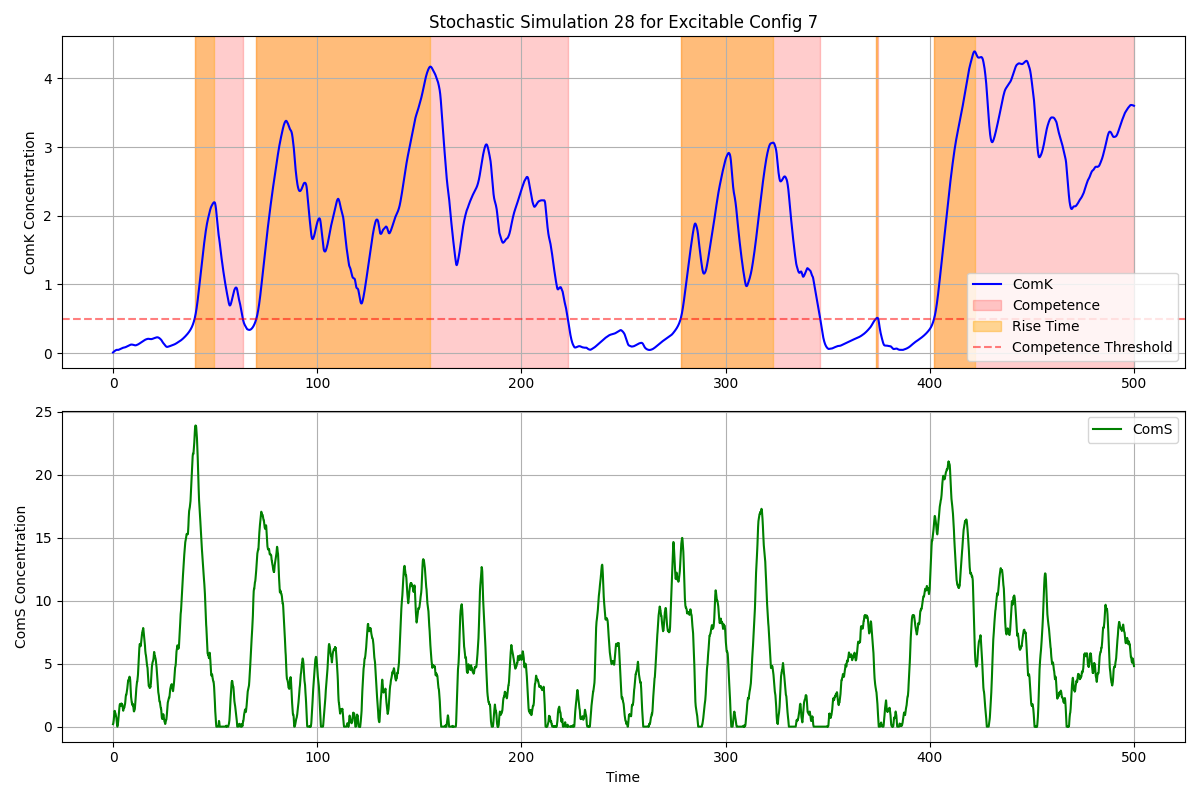 Stochastic Simulation 28 for Excitable Config 7
ComK Concentration
4
3
2
1
0
0 100 200 300 400 500
ComK
Competence
Rise Time
Competence Threshold
ComS Concentration
25
20
15
10
5
0
ComS
0 100 200 300 400 500
Time